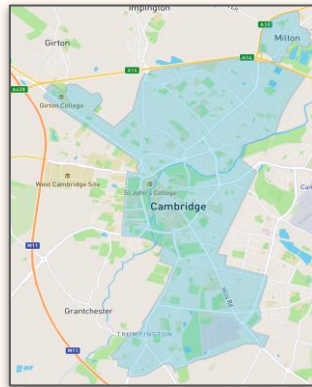 Impington
A10
Girton
Milton
A14
A14
A428
Girton College
West Cambridge Site
St John's College
Cambridge
M11
Hills Rd
Grantchester
TRUMPINGTON
M11